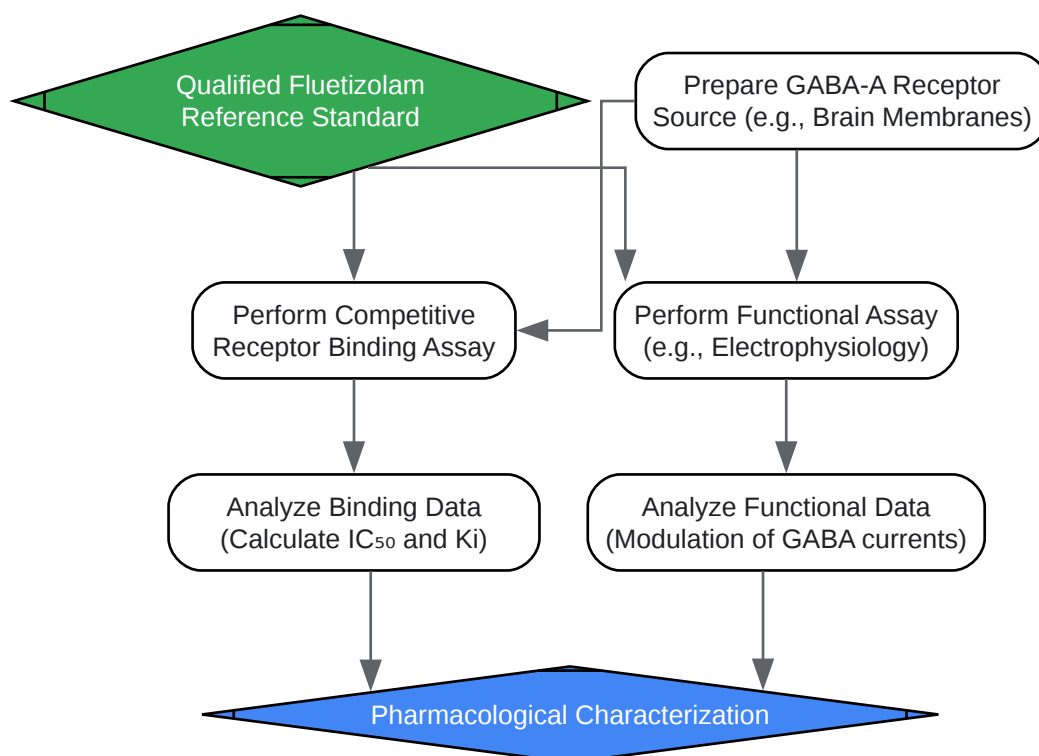 Qualified Fluetizolam
Reference Standard
Prepare GABA-A Receptor
Source (e.g., Brain Membranes)
Perform Competitive
Receptor Binding Assay
Perform Functional Assay
(e.g., Electrophysiology)
Analyze Binding Data
(Calculate IC₅₀ and Ki)
Analyze Functional Data
(Modulation of GABA currents)
Pharmacological Characterization